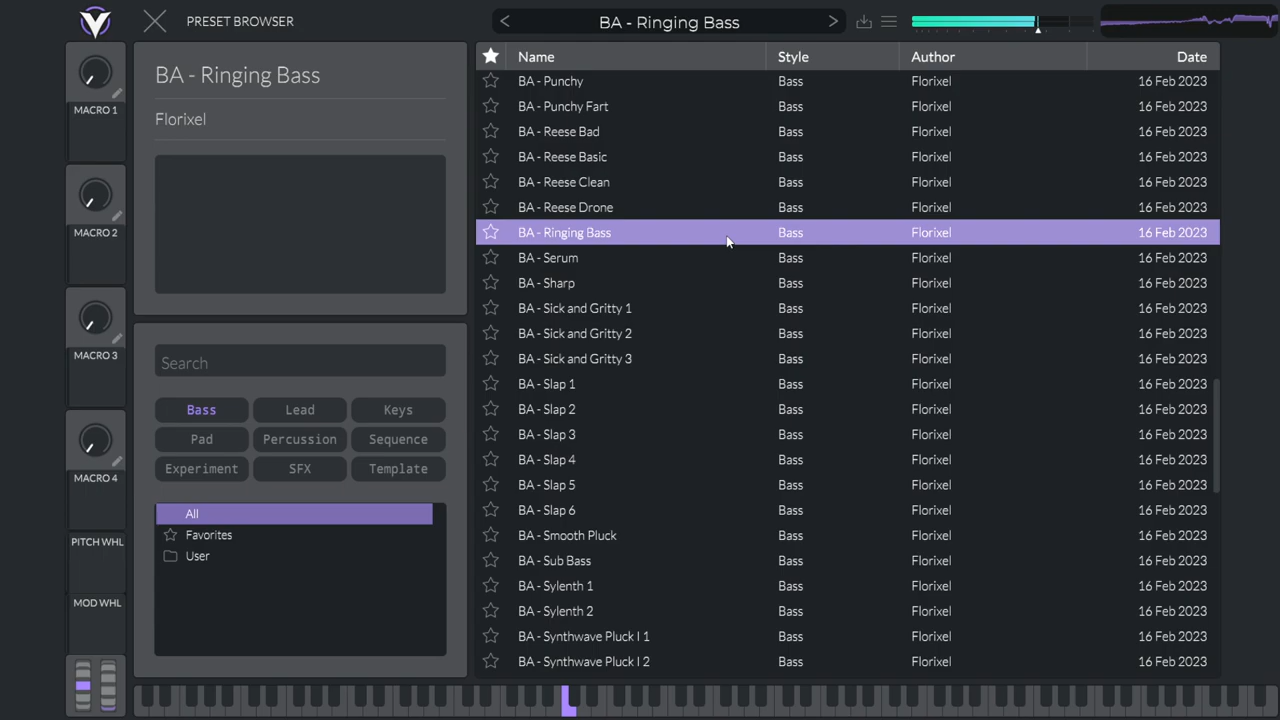 PRESET BROWSER
BA - Ringing Bass
MACRO 1
MACRO 2
MACRO 3
MACRO 4
PITCH WHL
MOD WHL
BA - Ringing Bass
Florixel
Search
Bass Lead Keys
Pad Percussion Sequence
Experiment SFX Template
All
Favorites
User
Name Style Author Date
BA - Punchy Bass Florixel 16 Feb 2023
BA - Punchy Fart Bass Florixel 16 Feb 2023
BA - Reese Bad Bass Florixel 16 Feb 2023
BA - Reese Basic Bass Florixel 16 Feb 2023
BA - Reese Clean Bass Florixel 16 Feb 2023
BA - Reese Drone Bass Florixel 16 Feb 2023
BA - Ringing Bass Bass Florixel 16 Feb 2023
BA - Serum Bass Florixel 16 Feb 2023
BA - Sharp Bass Florixel 16 Feb 2023
BA - Sick and Gritty 1 Bass Florixel 16 Feb 2023
BA - Sick and Gritty 2 Bass Florixel 16 Feb 2023
BA - Sick and Gritty 3 Bass Florixel 16 Feb 2023
BA - Slap 1 Bass Florixel 16 Feb 2023
BA - Slap 2 Bass Florixel 16 Feb 2023
BA - Slap 3 Bass Florixel 16 Feb 2023
BA - Slap 4 Bass Florixel 16 Feb 2023
BA - Slap 5 Bass Florixel 16 Feb 2023
BA - Slap 6 Bass Florixel 16 Feb 2023
BA - Smooth Pluck Bass Florixel 16 Feb 2023
BA - Sub Bass Bass Florixel 16 Feb 2023
BA - Sylenth 1 Bass Florixel 16 Feb 2023
BA - Sylenth 2 Bass Florixel 16 Feb 2023
BA - Synthwave Pluck I 1 Bass Florixel 16 Feb 2023
BA - Synthwave Pluck I 2 Bass Florixel 16 Feb 2023